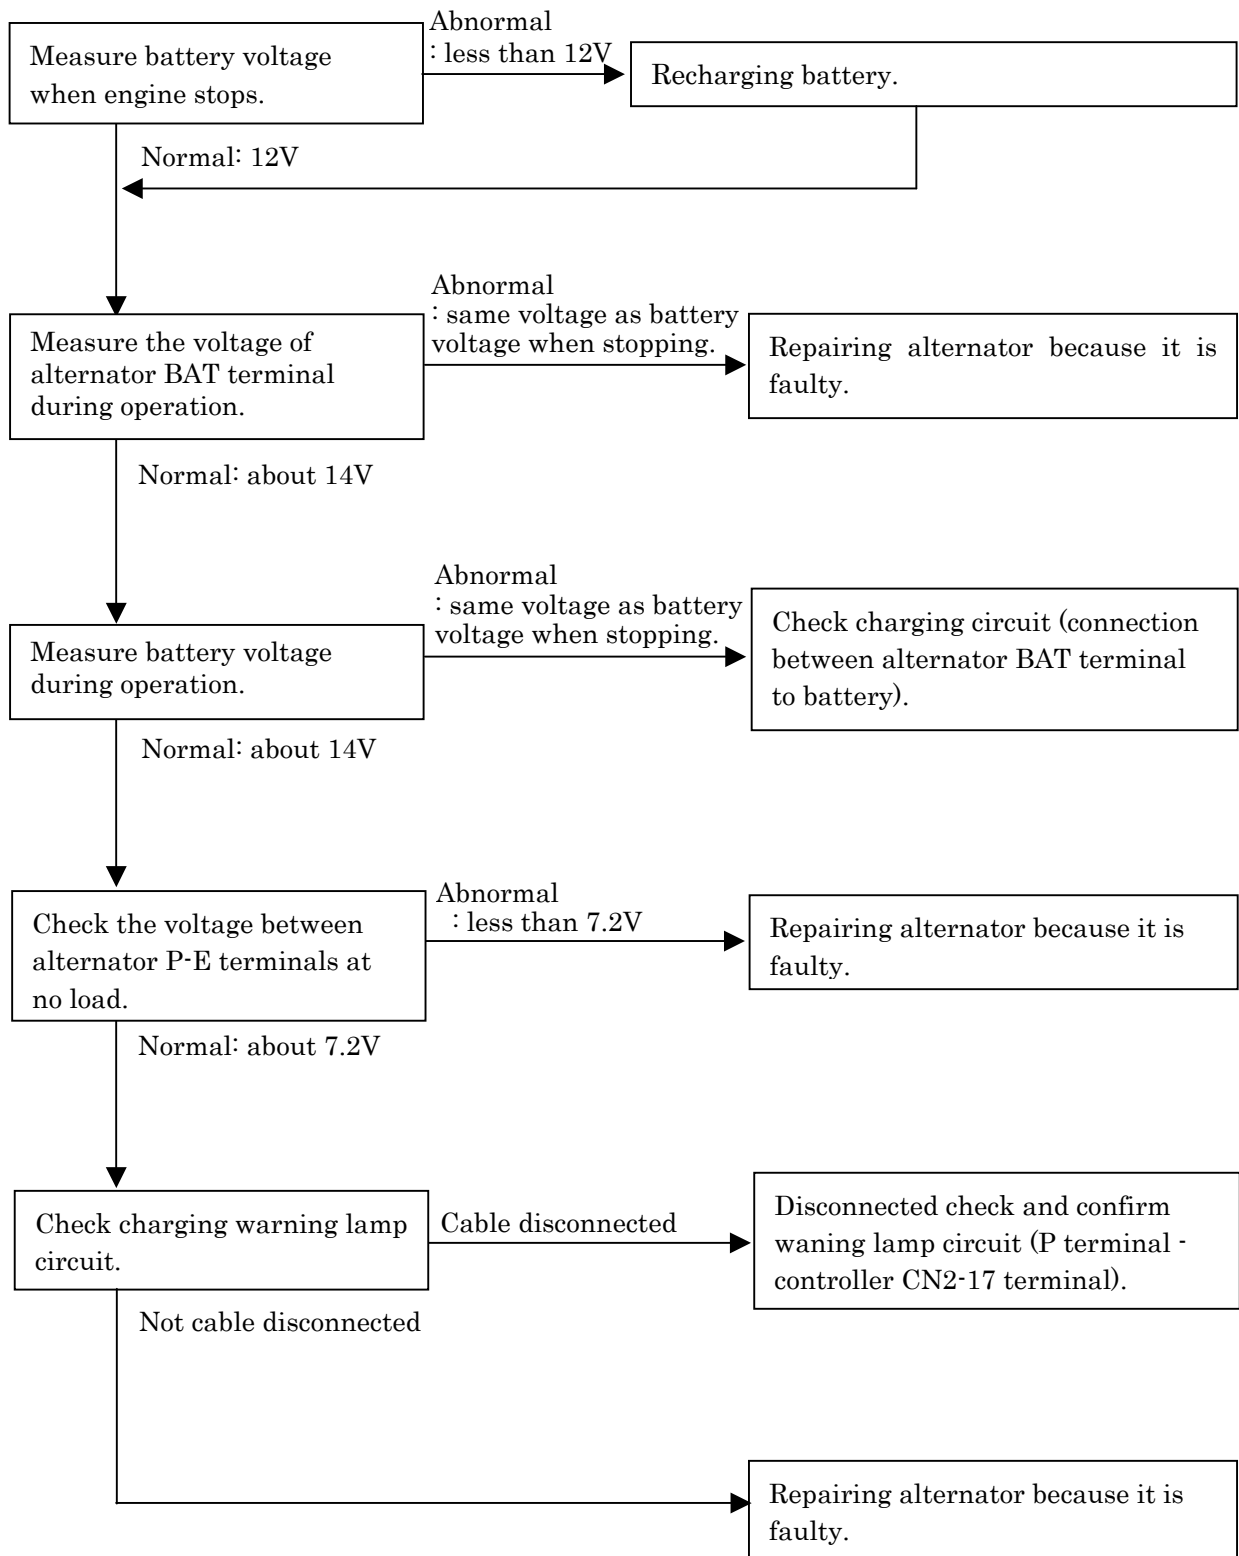 Abnormal
: less than 12V
Measure battery voltage
when engine stops.
Recharging battery.
Normal: 12V
Abnormal
: same voltage as battery
voltage when stopping.
Measure the voltage of
alternator BAT terminal
during operation.
Repairing alternator because it is
faulty.
Normal: about 14V
Abnormal
: same voltage as battery
voltage when stopping.
Measure battery voltage
during operation.
Check charging circuit (connection
between alternator BAT terminal
to battery).
Normal: about 14V
Abnormal
: less than 7.2V
Check the voltage between
alternator P-E terminals at
no load.
Repairing alternator because it is
faulty.
Normal: about 7.2V
Check charging warning lamp
circuit.
Cable disconnected
Disconnected check and confirm
waning lamp circuit (P terminal -
controller CN2-17 terminal).
Not cable disconnected
Repairing alternator because it is
faulty.